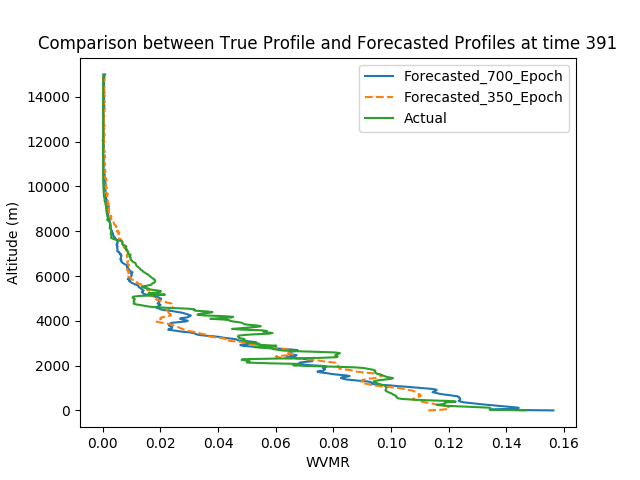 Comparison between True Profile and Forecasted Profiles at time 391
Forecasted_700_Epoch
Forecasted_350_Epoch
Actual
Altitude (m)
14000
12000
10000
8000
6000
4000
2000
0
0.00 0.02 0.04 0.06 0.08 0.10 0.12 0.14 0.16
WVMR